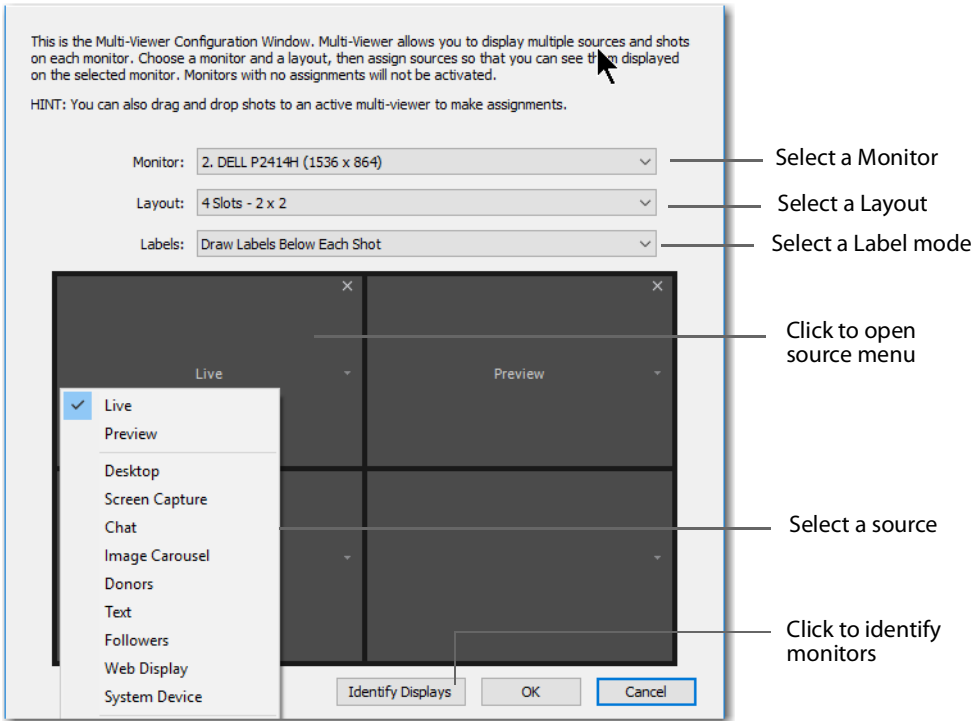 This is the Multi-Viewer Configuration Window. Multi-Viewer allows you to display multiple sources and shots
on each monitor. Choose a monitor and a layout, then assign sources so that you can see them displayed
on the selected monitor. Monitors with no assignments will not be activated.
HINT: You can also drag and drop shots to an active multi-viewer to make assignments.
Monitor: 2. DELL P2414H (1536 x 864) Select a Monitor
Layout: 4 Slots - 2 x 2 Select a Layout
Labels: Draw Labels Below Each Shot Select a Label mode
Click to open
source menu
Live Preview
Live
Preview
Desktop
Screen Capture
Chat Select a source
Image Carousel
Donors
Text
Followers Click to identify
monitors
Web Display
System Device Identify Displays OK Cancel